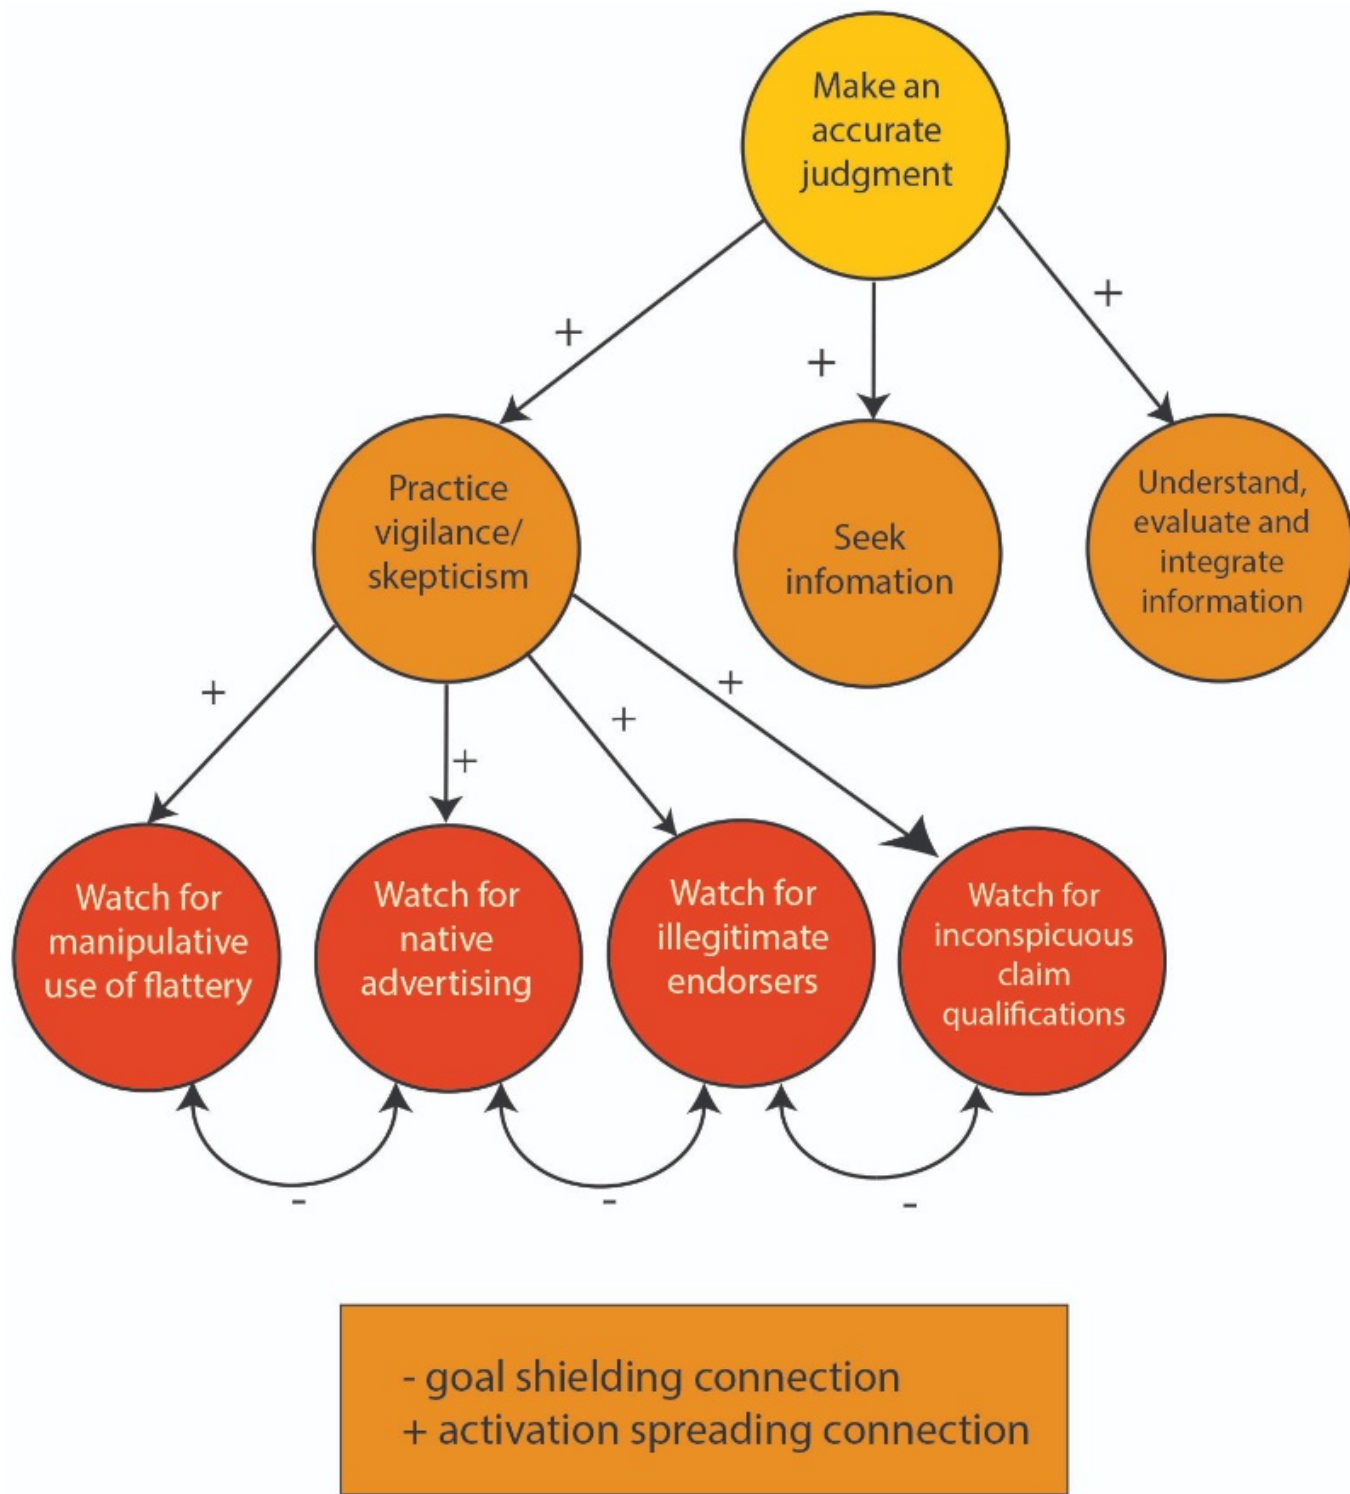 Make an
accurate
judgment
+
+
+
Practice
vigilance/
skepticism
Seek
infomation
Understand,
evaluate and
integrate
information
+
+
+
+
Watch for
manipulative
use of flattery
Watch for
native
advertising
Watch for
illegitimate
endorsers
Watch for
inconspicuous
claim
qualifications
-
-
-
- goal shielding connection
+ activation spreading connection